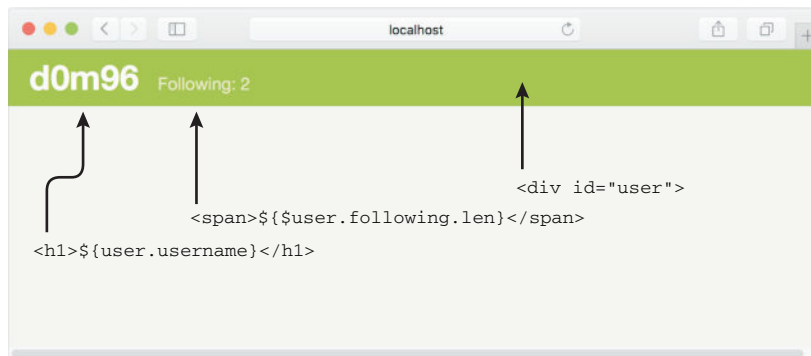 localhost
d0m96 Following: 2
<div id="user">
<span>${$user.following.len}</span>
<h1>${user.username}</h1>